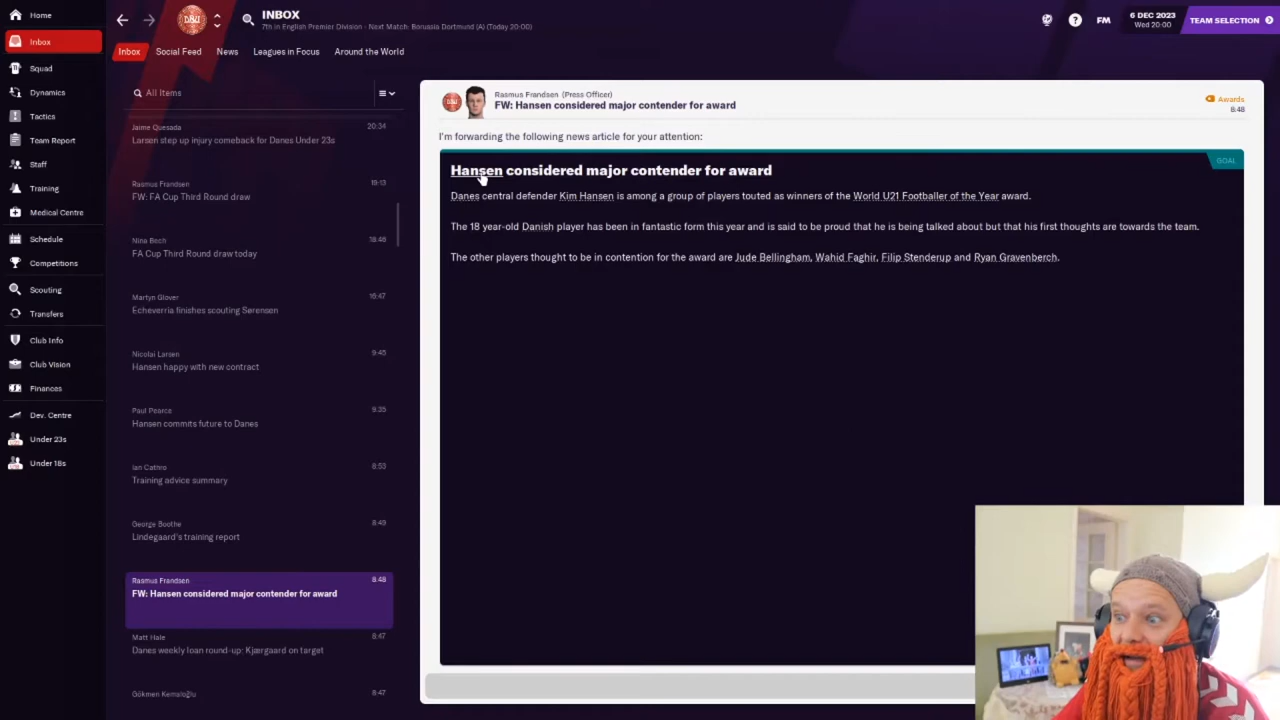 Home
Inbox
Squad
Dynamics
Tactics
Team Report
Staff
Training
Medical Centre
Schedule
Competitions
Scouting
Transfers
Club Info
Club Vision
Finances
Dev. Centre
Under 23s
Under 18s
DBU
INBOX
7th in English Premier Division - Next Match: Borussia Dortmund (A) (Today 20:00)
FM
6 DEC 2023
Wed 20:00
TEAM SELECTION
Inbox
Social Feed
News
Leagues in Focus
Around the World
All Items
Jaime Quesada
20:34
Larsen step up injury comeback for Danes Under 23s
Rasmus Frandsen
19:13
FW: FA Cup Third Round draw
Nina Bech
18:46
FA Cup Third Round draw today
Martyn Glover
16:47
Echeverria finishes scouting Sørensen
Nicolai Larsen
9:45
Hansen happy with new contract
Paul Pearce
9:35
Hansen commits future to Danes
Ian Cathro
8:53
Training advice summary
George Boothe
8:49
Lindegaard's training report
Rasmus Frandsen
8:48
FW: Hansen considered major contender for award
Matt Hale
8:47
Danes weekly loan round-up: Kjærgaard on target
Gökmen Kemaloğlu
8:47
Rasmus Frandsen (Press Officer)
FW: Hansen considered major contender for award
Awards
8:48
I'm forwarding the following news article for your attention:
GOAL
Hansen considered major contender for award
Danes central defender Kim Hansen is among a group of players touted as winners of the World U21 Footballer of the Year award.
The 18 year-old Danish player has been in fantastic form this year and is said to be proud that he is being talked about but that his first thoughts are towards the team.
The other players thought to be in contention for the award are Jude Bellingham, Wahid Faghir, Filip Stenderup and Ryan Gravenberch.